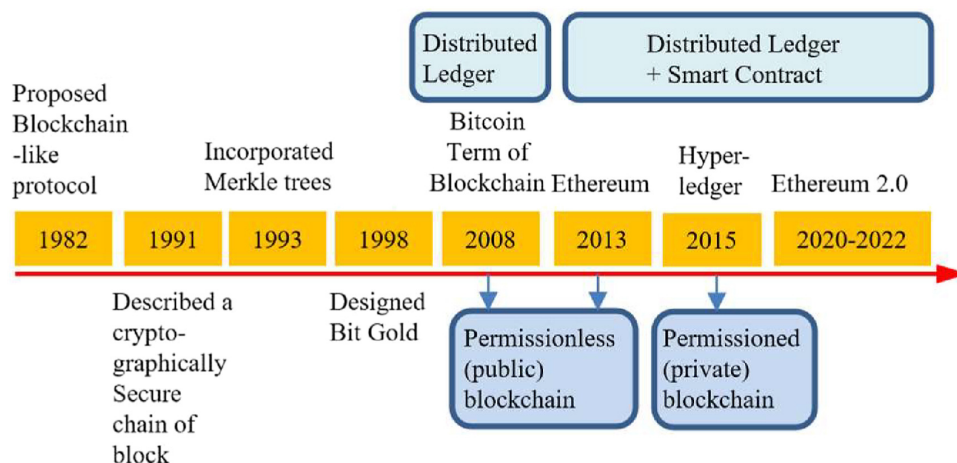 Distributed
Ledger
Distributed Ledger
+ Smart Contract
Proposed
Blockchain
-like
protocol
Incorporated
Merkle trees
Bitcoin
Term of
Blockchain
Ethereum
Hyper-
ledger
Ethereum 2.0
1982
1991
1993
1998
2008
2013
2015
2020-2022
Described a
crypto-
graphically
Secure
chain of
block
Designed
Bit Gold
Permissionless
(public)
blockchain
Permissioned
(private)
blockchain